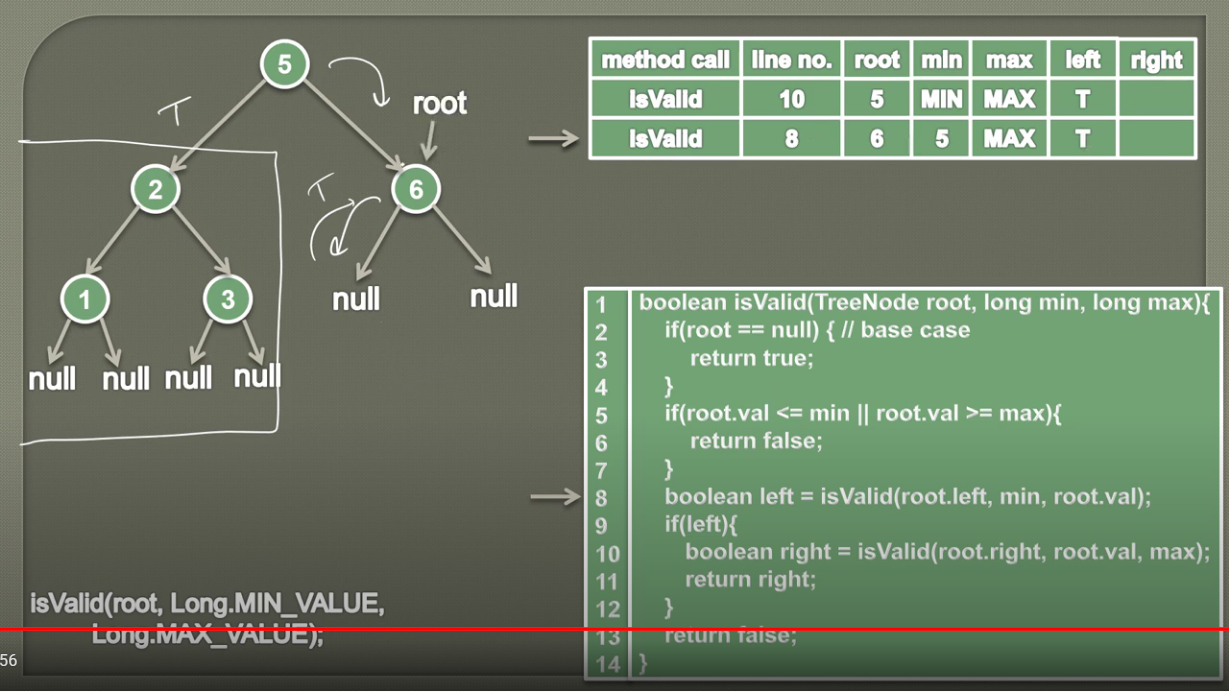 5
T
root
2
6
T
1
3
null
null
null
null
null
null
isValid(root, Long.MIN_VALUE,
Long.MAX_VALUE);
56
method call line no. root min max left right
isValid 10 5 MIN MAX T
isValid 8 6 5 MAX T
1 boolean isValid(TreeNode root, long min, long max){
2 if(root == null) { // base case
3 return true;
4 }
5 if(root.val <= min || root.val >= max){
6 return false;
7 }
8 boolean left = isValid(root.left, min, root.val);
9 if(left){
10 boolean right = isValid(root.right, root.val, max);
11 return right;
12 }
13 return false;
14 }